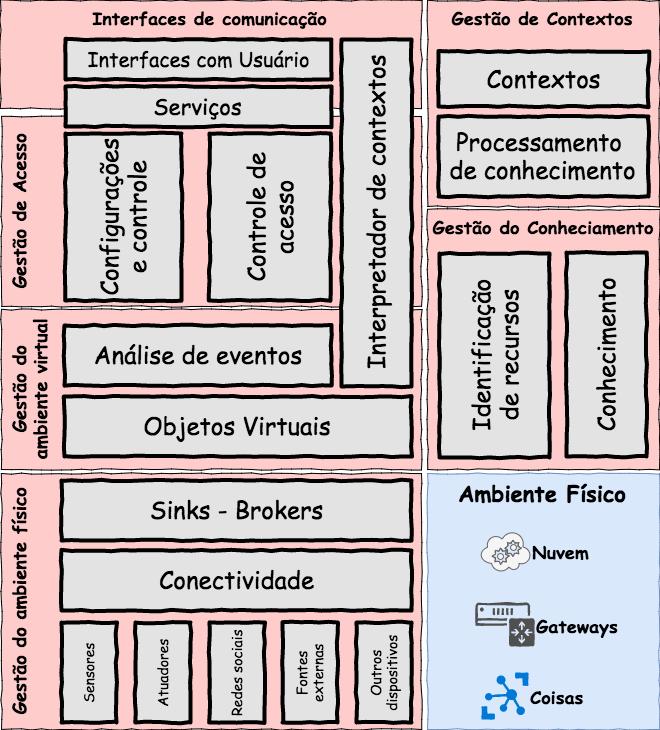 Interfaces de comunicação
Interfaces com Usuário
Serviços
Interpretador de contextos
Gestão de Acesso
Configurações
e controle
Controle de
acesso
Gestão do
ambiente virtual
Análise de eventos
Objetos Virtuais
Gestão do ambiente físico
Sinks - Brokers
Conectividade
Sensores
Atuadores
Redes sociais
Fontes
externas
Outros
dispositivos
Gestão de Contextos
Contextos
Processamento
de conhecimento
Gestão do Conheciamento
Identificação
de recursos
Conhecimento
Ambiente Físico
Nuvem
Gateways
Coisas